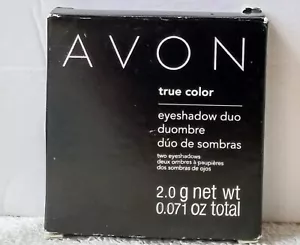 AVON
true color
eyeshadow duo
duombre
dúo de sombras
two eyeshadows
deux ombres à paupières
dos sombras de ojos
2.0 g net wt
0.071 oz total